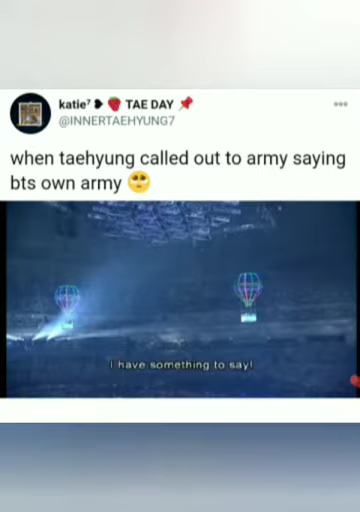 katie⁷ ❥ 🍓 TAE DAY 📌
@INNERTAEHYUNG7
when taehyung called out to army saying
bts own army 🥺
I have something to say!